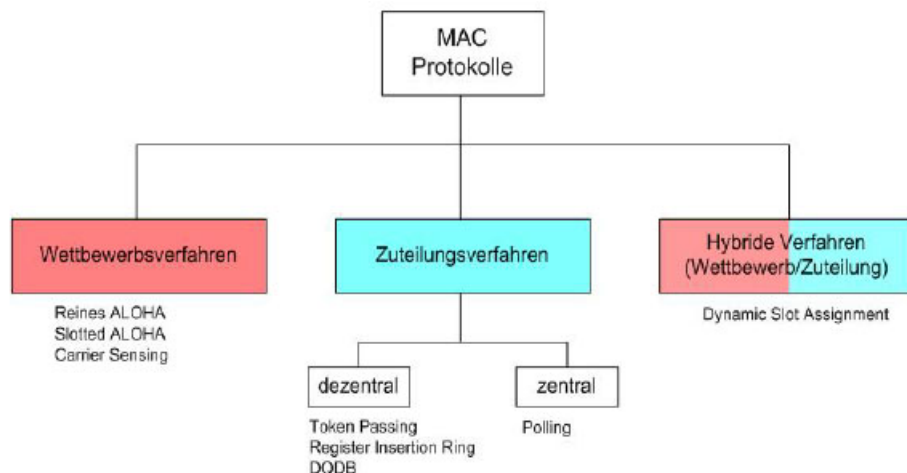 MAC
Protokolle
Wettbewerbsverfahren
Reines ALOHA
Slotted ALOHA
Carrier Sensing
Zuteilungsverfahren
dezentral
Token Passing
Register Insertion Ring
DQDB
zentral
Polling
Hybride Verfahren
(Wettbewerb/Zuteilung)
Dynamic Slot Assignment